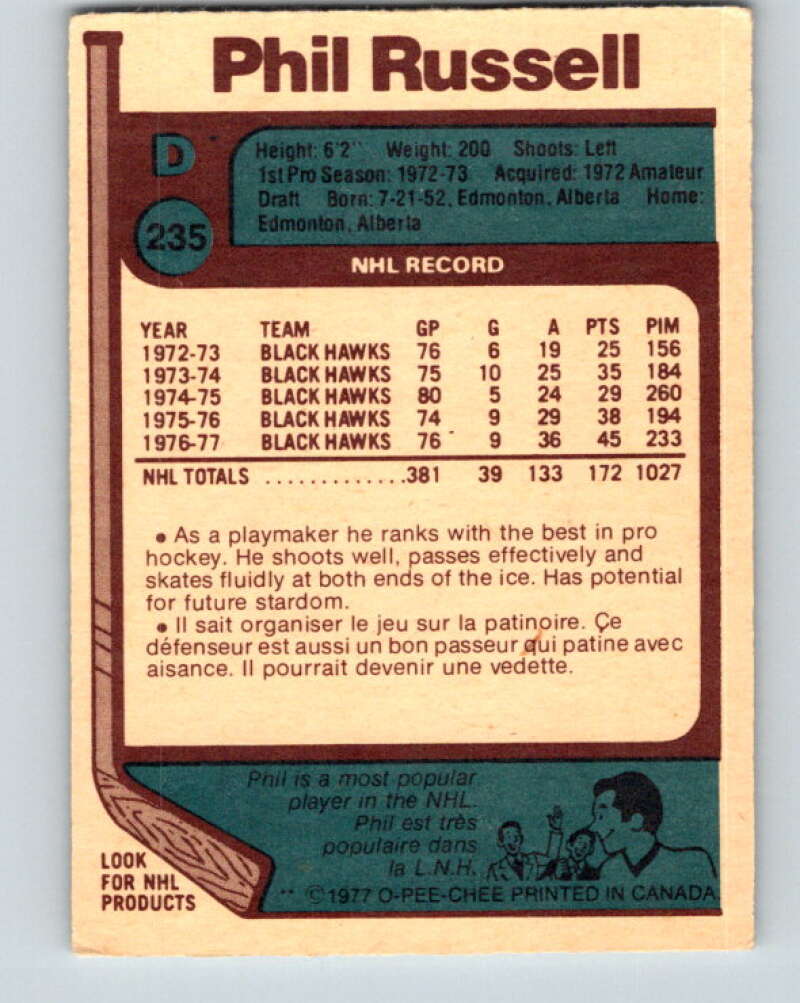 Phil Russell
D
Height: 6'2" Weight: 200 Shoots: Left
1st Pro Season: 1972-73 Acquired: 1972 Amateur
Draft Born: 7-21-52, Edmonton, Alberta Home:
Edmonton, Alberta
235
NHL RECORD
YEAR TEAM GP G A PTS PIM
1972-73 BLACK HAWKS 76 6 19 25 156
1973-74 BLACK HAWKS 75 10 25 35 184
1974-75 BLACK HAWKS 80 5 24 29 260
1975-76 BLACK HAWKS 74 9 29 38 194
1976-77 BLACK HAWKS 76 9 36 45 233
NHL TOTALS .............381 39 133 172 1027
• As a playmaker he ranks with the best in pro
hockey. He shoots well, passes effectively and
skates fluidly at both ends of the ice. Has potential
for future stardom.
• Il sait organiser le jeu sur la patinoire. Çe
défenseur est aussi un bon passeur qui patine avec
aisance. Il pourrait devenir une vedette.
Phil is a most popular
player in the NHL.
Phil est très
populaire dans
la L.N.H.
LOOK
FOR NHL
PRODUCTS
** ©1977 O-PEE-CHEE PRINTED IN CANADA